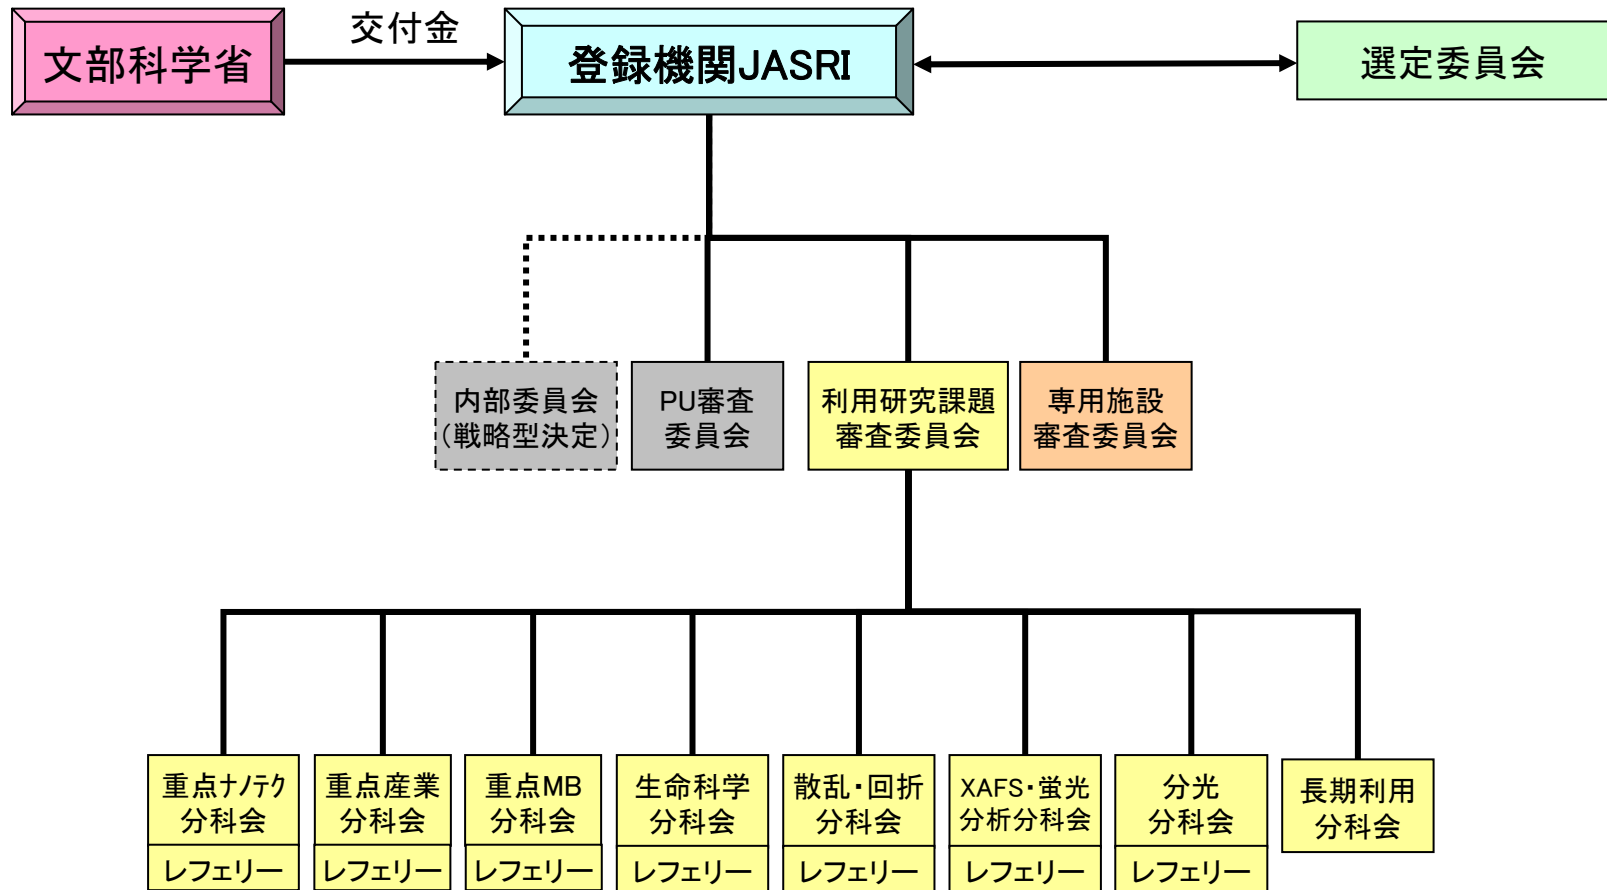 文部科学省
交付金
登録機関JASRI
選定委員会
内部委員会
(戦略型決定)
PU審査
委員会
利用研究課題
審査委員会
専用施設
審査委員会
重点ナノテク
分科会
レフェリー
重点産業
分科会
レフェリー
重点MB
分科会
レフェリー
生命科学
分科会
レフェリー
散乱・回折
分科会
レフェリー
XAFS・蛍光
分析分科会
レフェリー
分光
分科会
レフェリー
長期利用
分科会